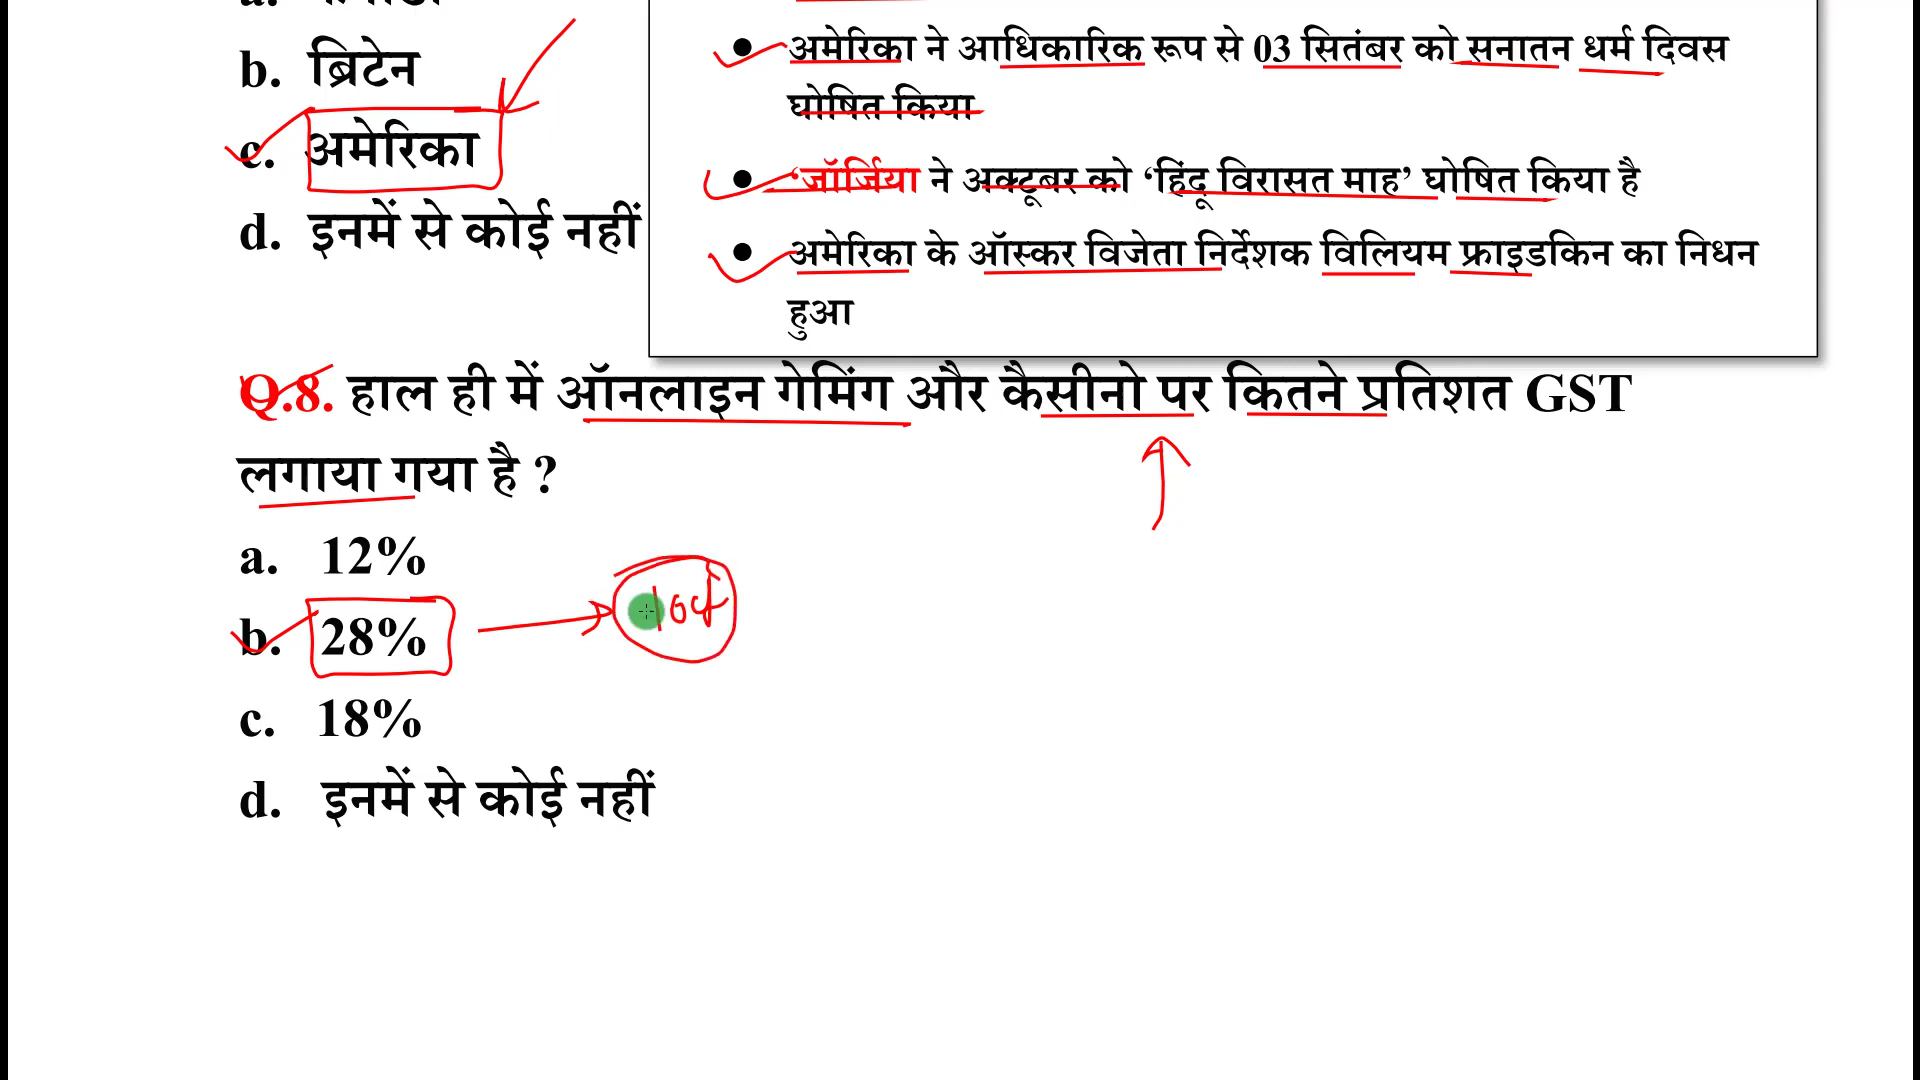 b. ब्रिटेन
c. अमेरिका
d. इनमें से कोई नहीं
● अमेरिका ने आधिकारिक रूप से 03 सितंबर को सनातन धर्म दिवस
घोषित किया
● ‘जॉर्जिया ने अक्टूबर को ‘हिंदू विरासत माह’ घोषित किया है
● अमेरिका के ऑस्कर विजेता निर्देशक विलियम फ्राइडकिन का निधन
हुआ
Q.8. हाल ही में ऑनलाइन गेमिंग और कैसीनो पर कितने प्रतिशत GST
लगाया गया है ?
a. 12%
b. 28%
c. 18%
d. इनमें से कोई नहीं